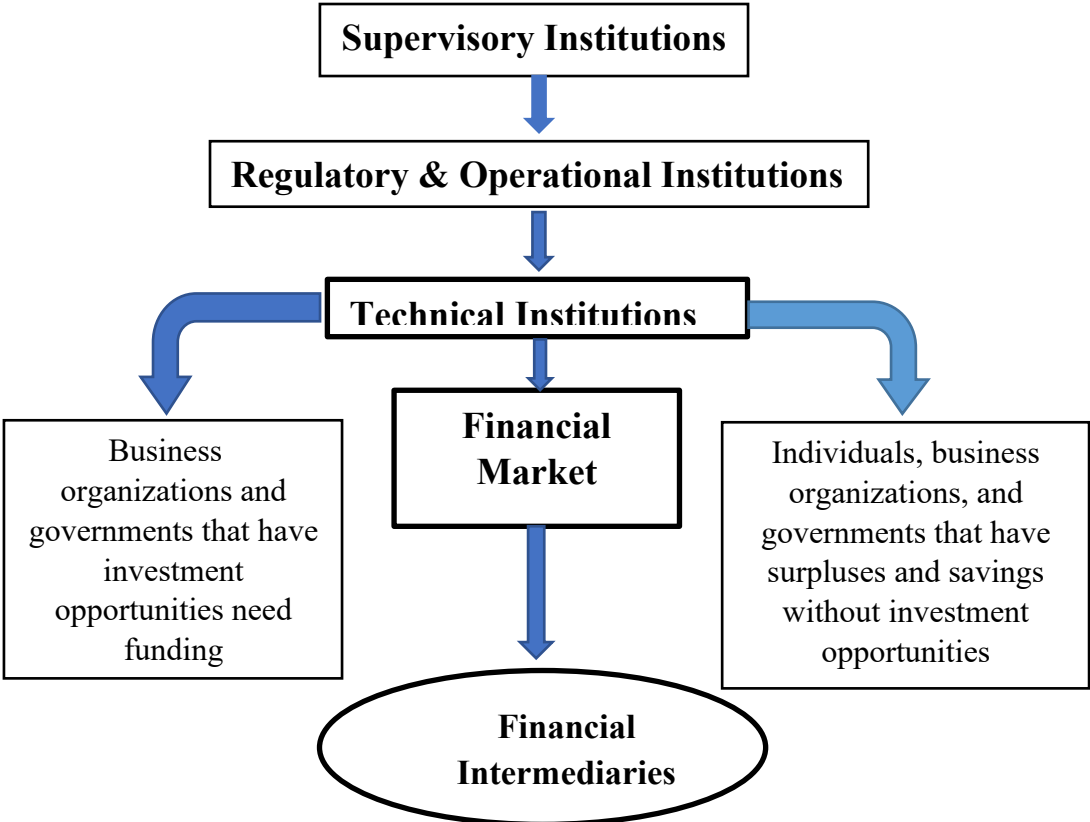 Supervisory Institutions
Regulatory & Operational Institutions
Technical Institutions
Business
organizations and
governments that have
investment
opportunities need
funding
Financial
Market
Individuals, business
organizations, and
governments that have
surpluses and savings
without investment
opportunities
Financial
Intermediaries